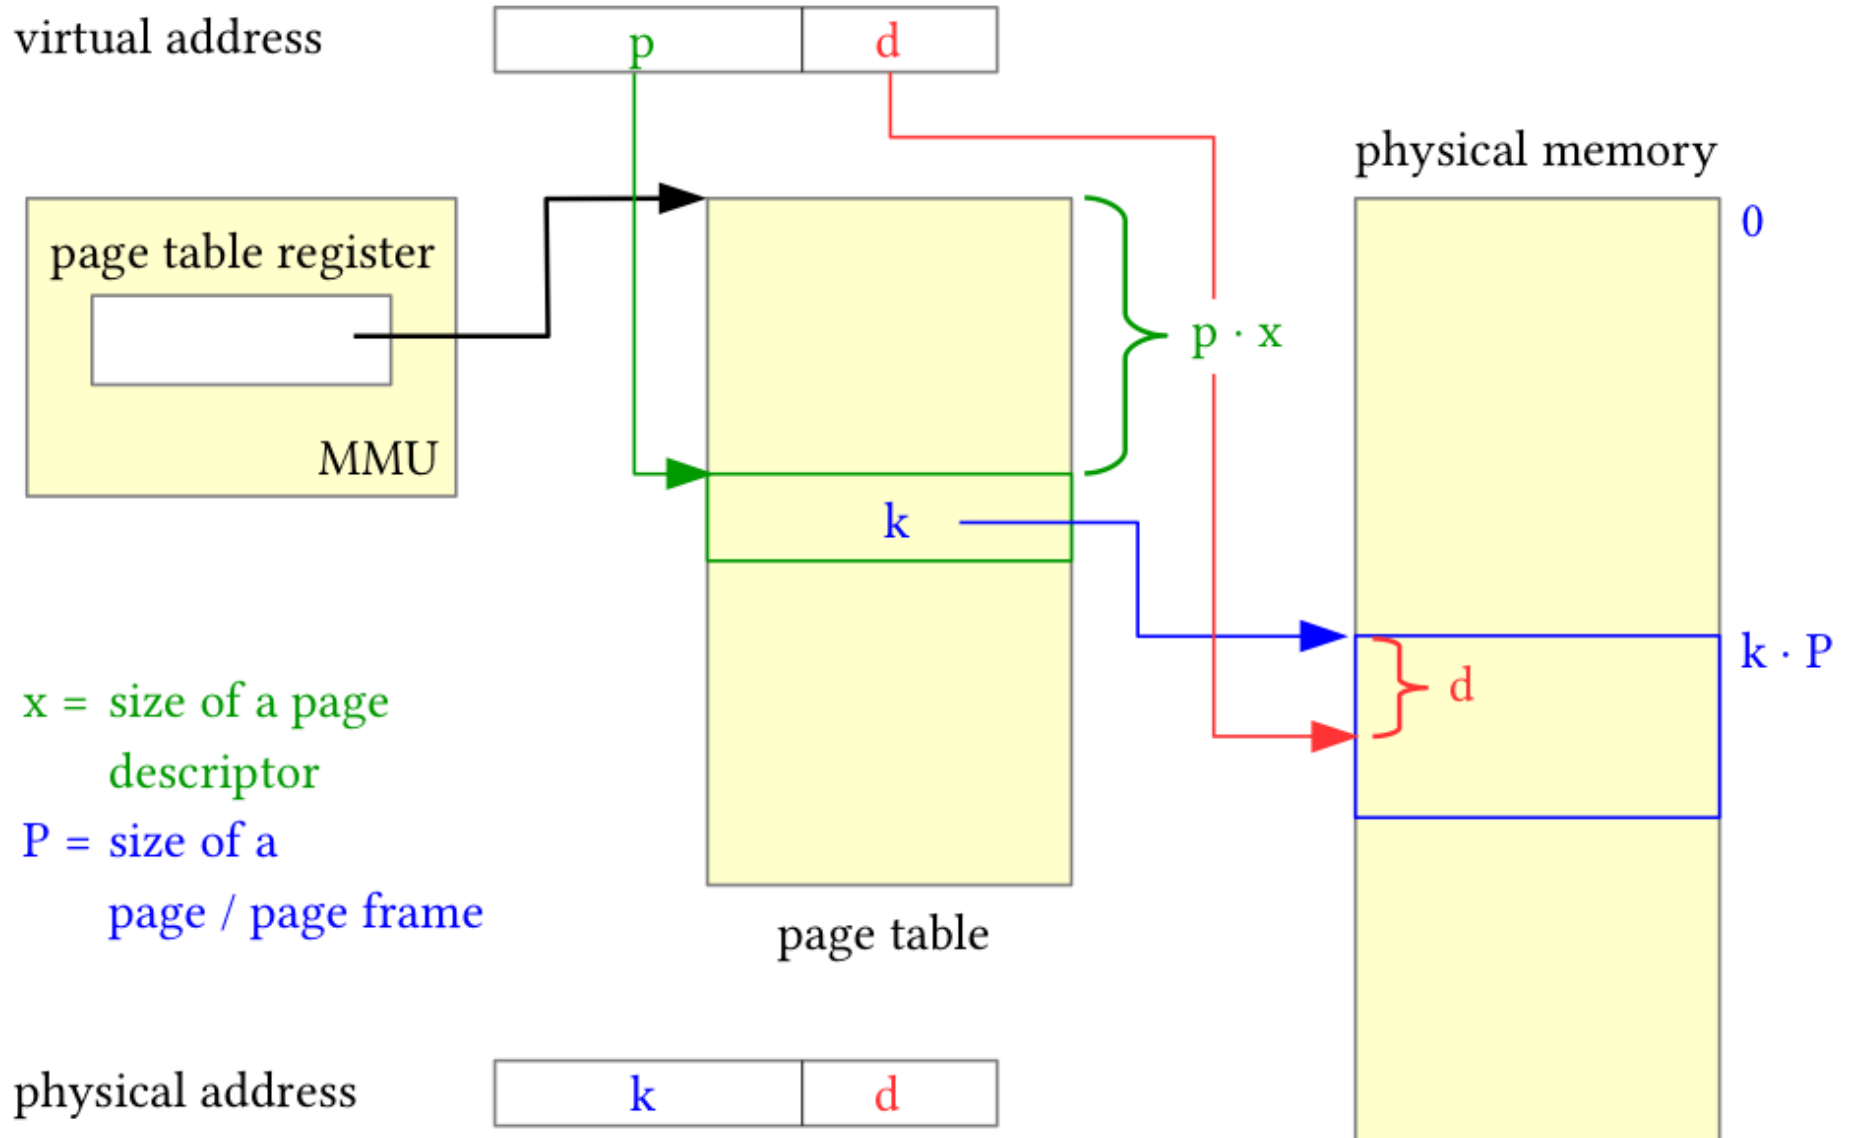 virtual address
p
d
physical memory
0
page table register
MMU
p · x
k
k · P
d
x = size of a page
descriptor
P = size of a
page / page frame
page table
physical address
k
d